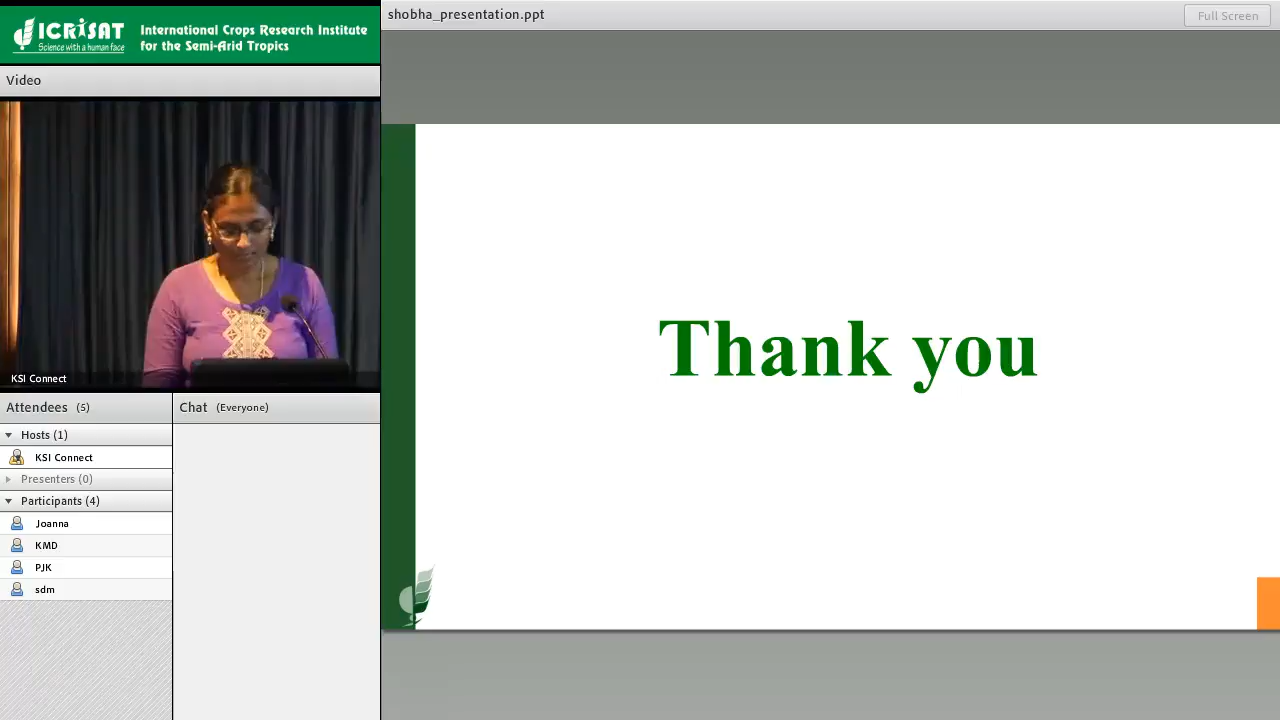 ICRISAT
Science with a human face
International Crops Research Institute
for the Semi-Arid Tropics
Video
KSI Connect
Attendees (5)
Hosts (1)
KSI Connect
Presenters (0)
Participants (4)
Joanna
KMD
PJK
sdm
Chat (Everyone)
shobha_presentation.ppt
Full Screen
Thank you